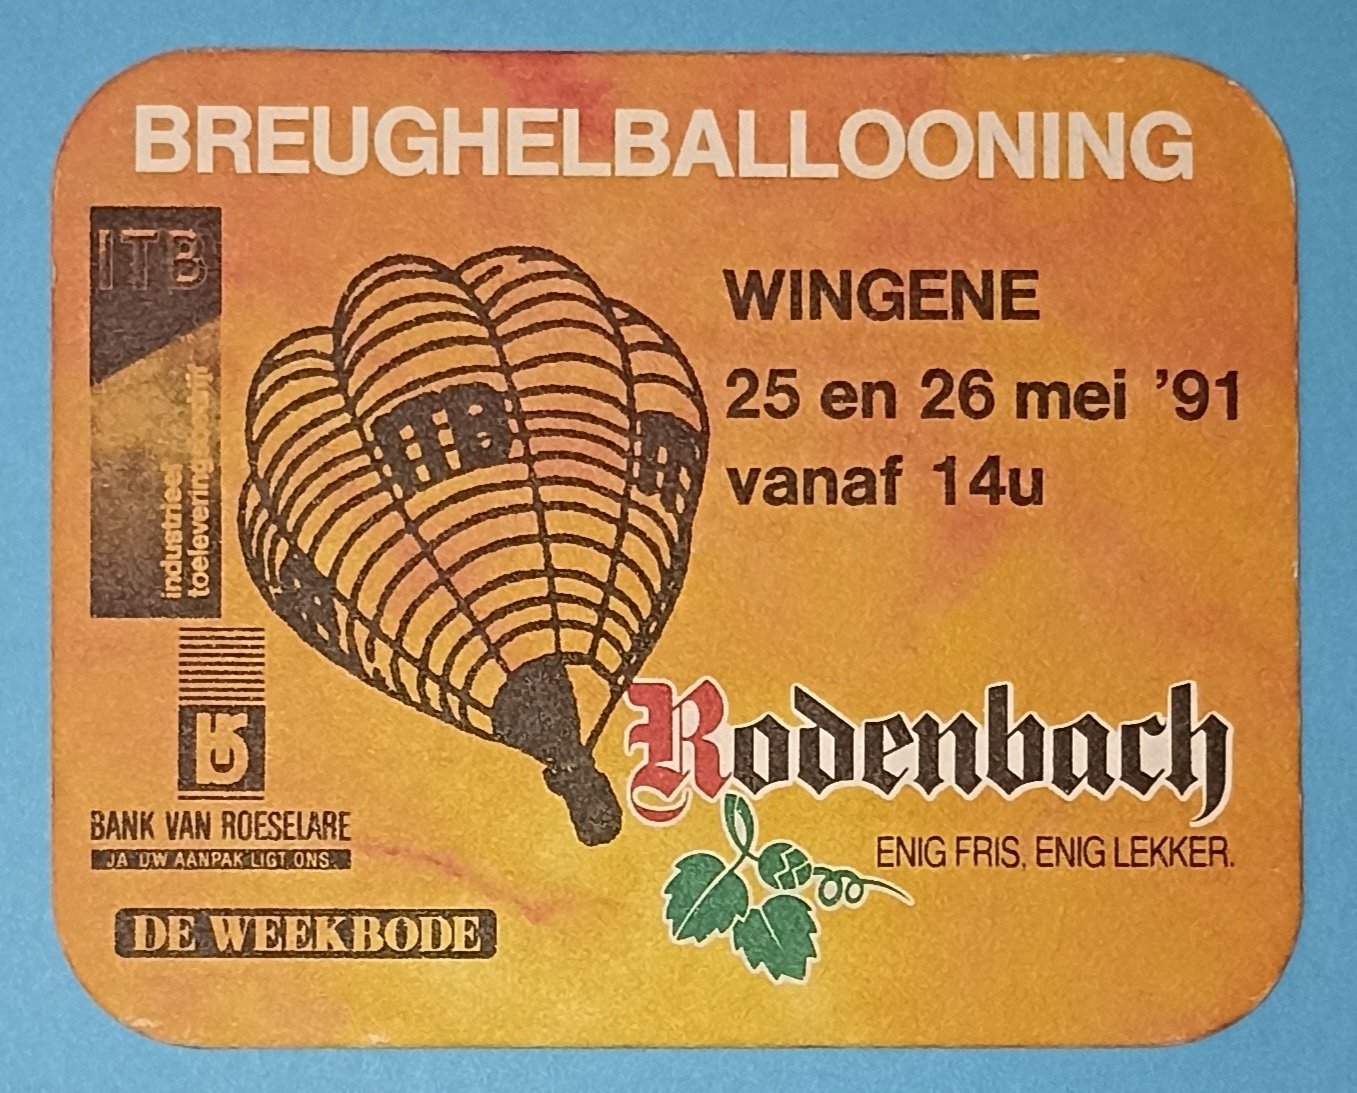 BREUGHELBALLOONING
ITB
industrieel
toeleveringsbedrijf
ITB
WINGENE
25 en 26 mei '91
vanaf 14u
BANK VAN ROESELARE
JA UW AANPAK LIGT ONS.
DE WEEKBODE
Rodenbach
ENIG FRIS, ENIG LEKKER.